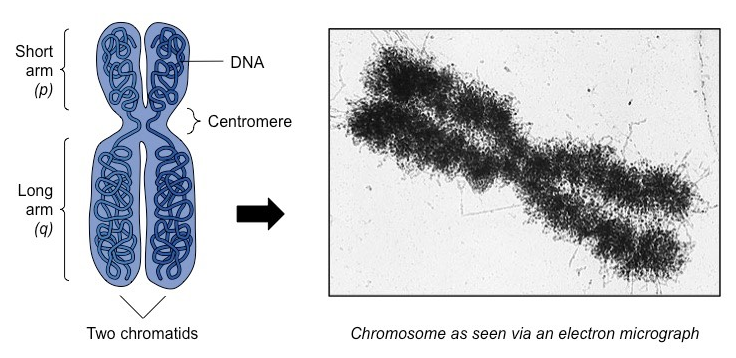 Short
arm
(p)
DNA
Centromere
Long
arm
(q)
Two chromatids
Chromosome as seen via an electron micrograph